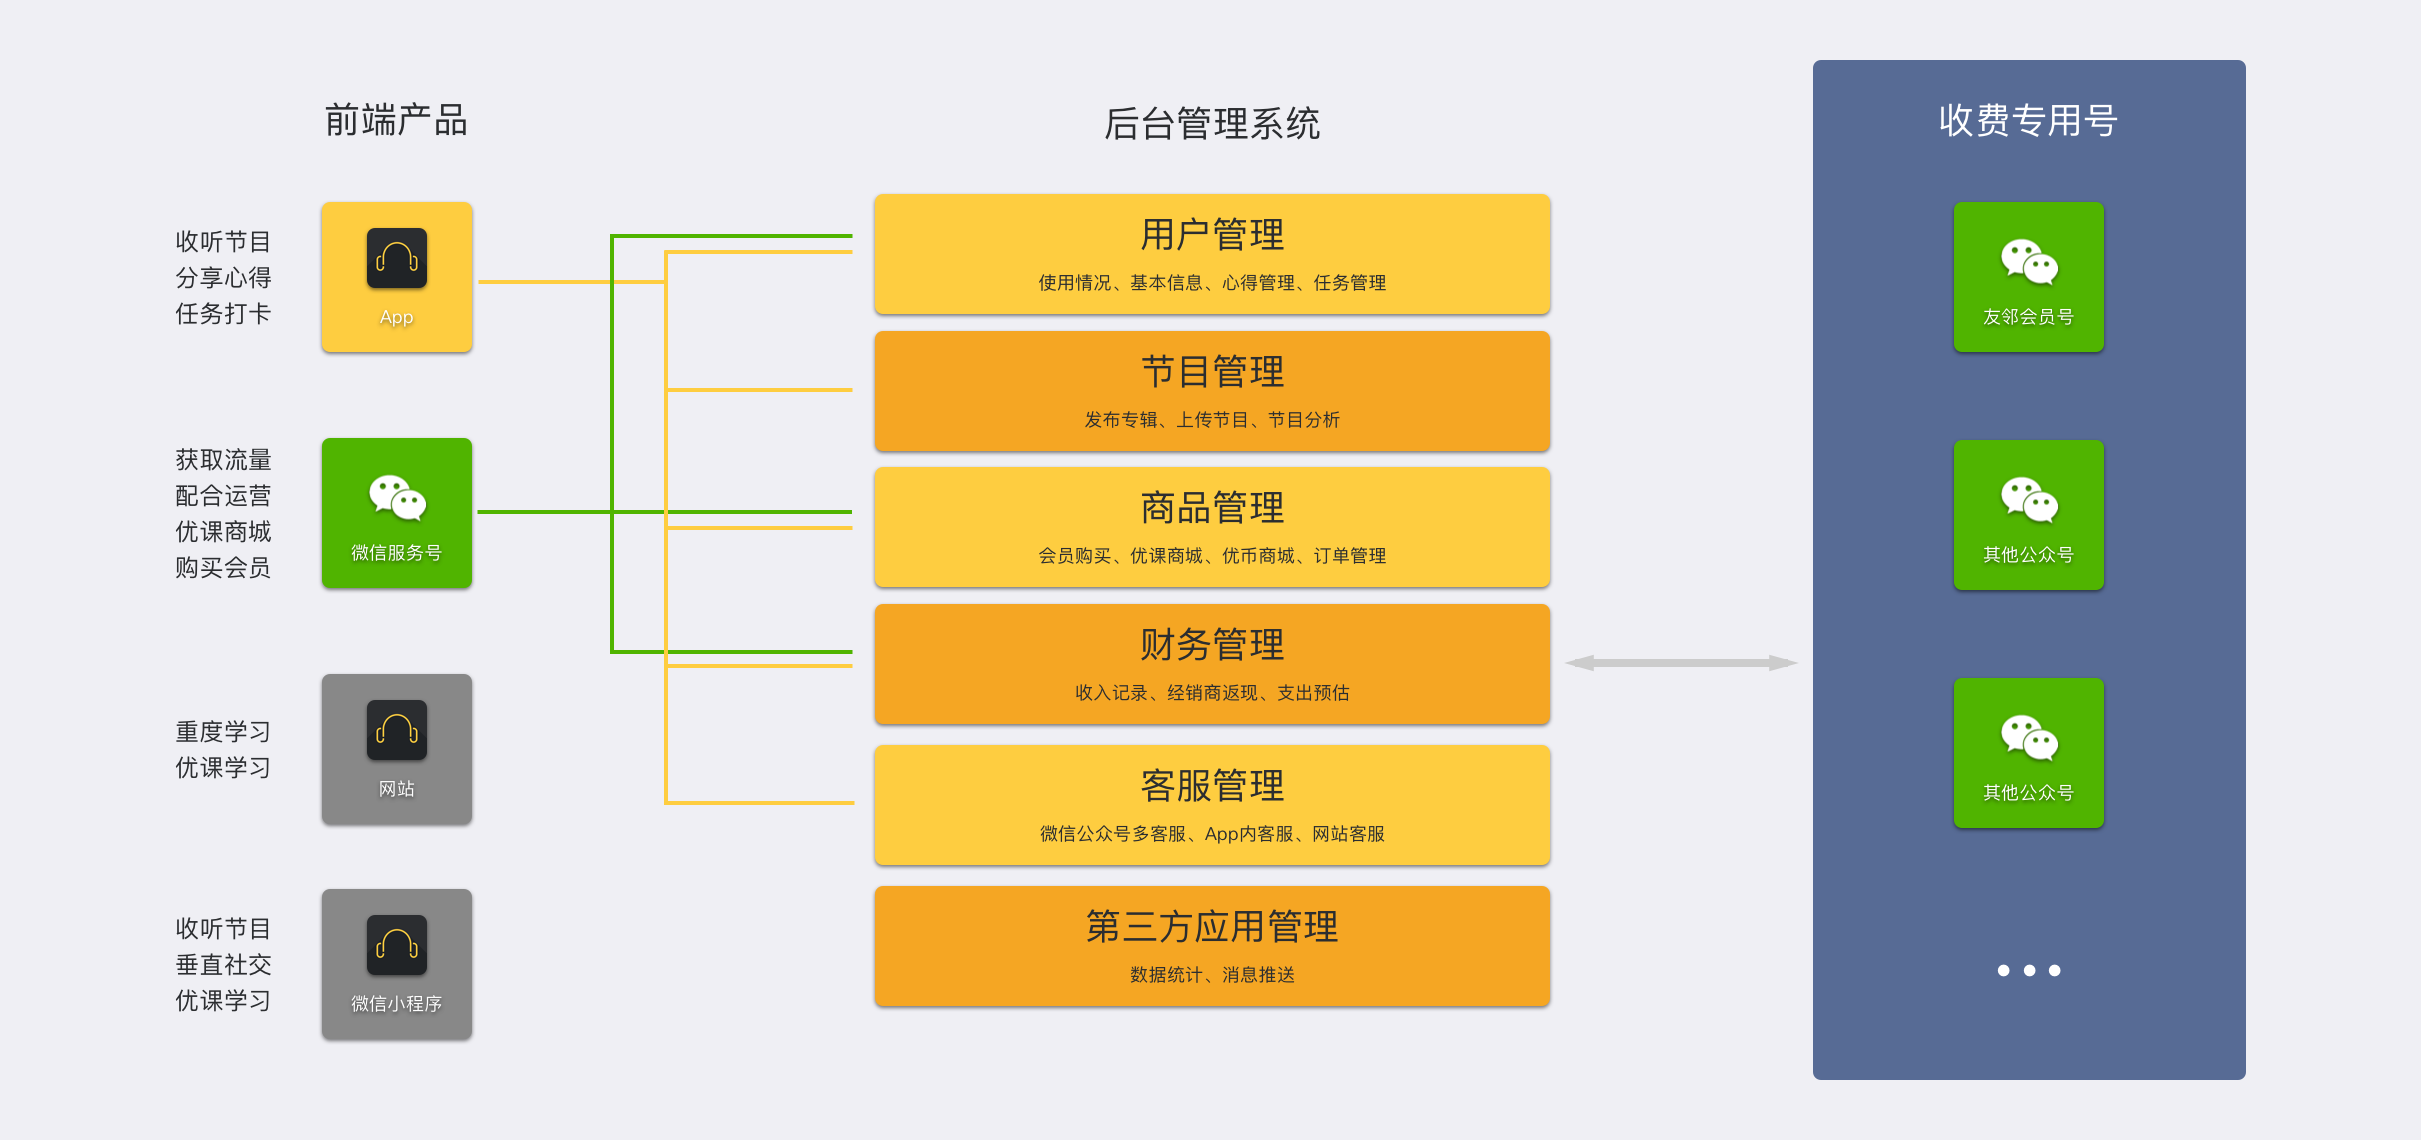 前端产品
收听节目
分享心得
任务打卡
App
获取流量
配合运营
优课商城
购买会员
微信服务号
重度学习
优课学习
网站
收听节目
垂直社交
优课学习
微信小程序
后台管理系统
用户管理
使用情况、基本信息、心得管理、任务管理
节目管理
发布专辑、上传节目、节目分析
商品管理
会员购买、优课商城、优币商城、订单管理
财务管理
收入记录、经销商返现、支出预估
客服管理
微信公众号多客服、App内客服、网站客服
第三方应用管理
数据统计、消息推送
收费专用号
友邻会员号
其他公众号
其他公众号